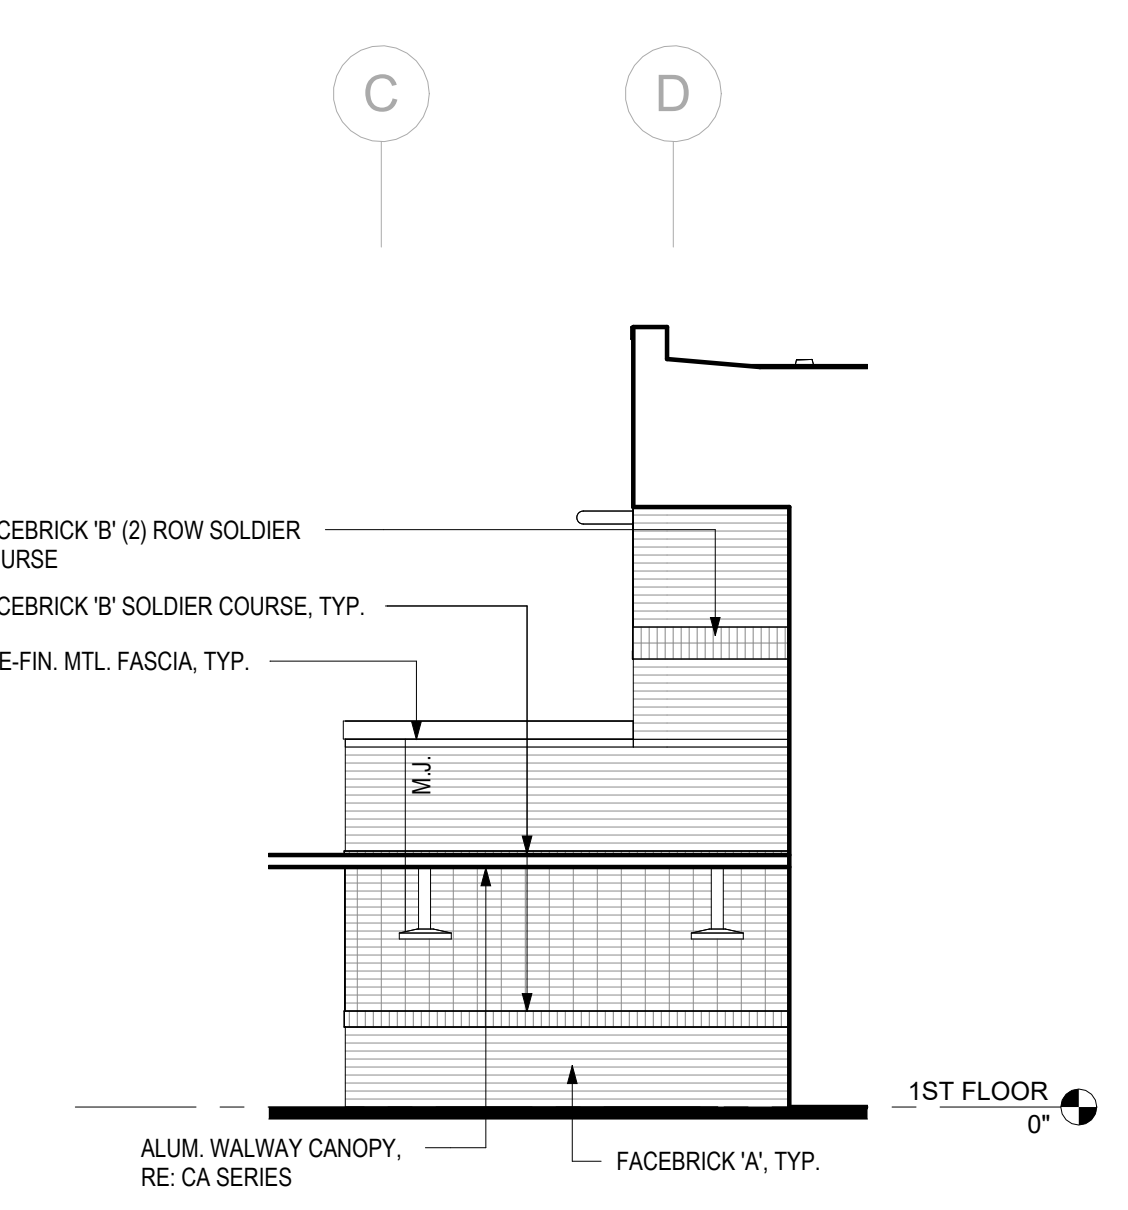 C
D
CEBRICK 'B' (2) ROW SOLDIER
URSE
CEBRICK 'B' SOLDIER COURSE, TYP.
E-FIN. MTL. FASCIA, TYP.
M.J.
1ST FLOOR
0"
ALUM. WALWAY CANOPY,
RE: CA SERIES
FACEBRICK 'A', TYP.